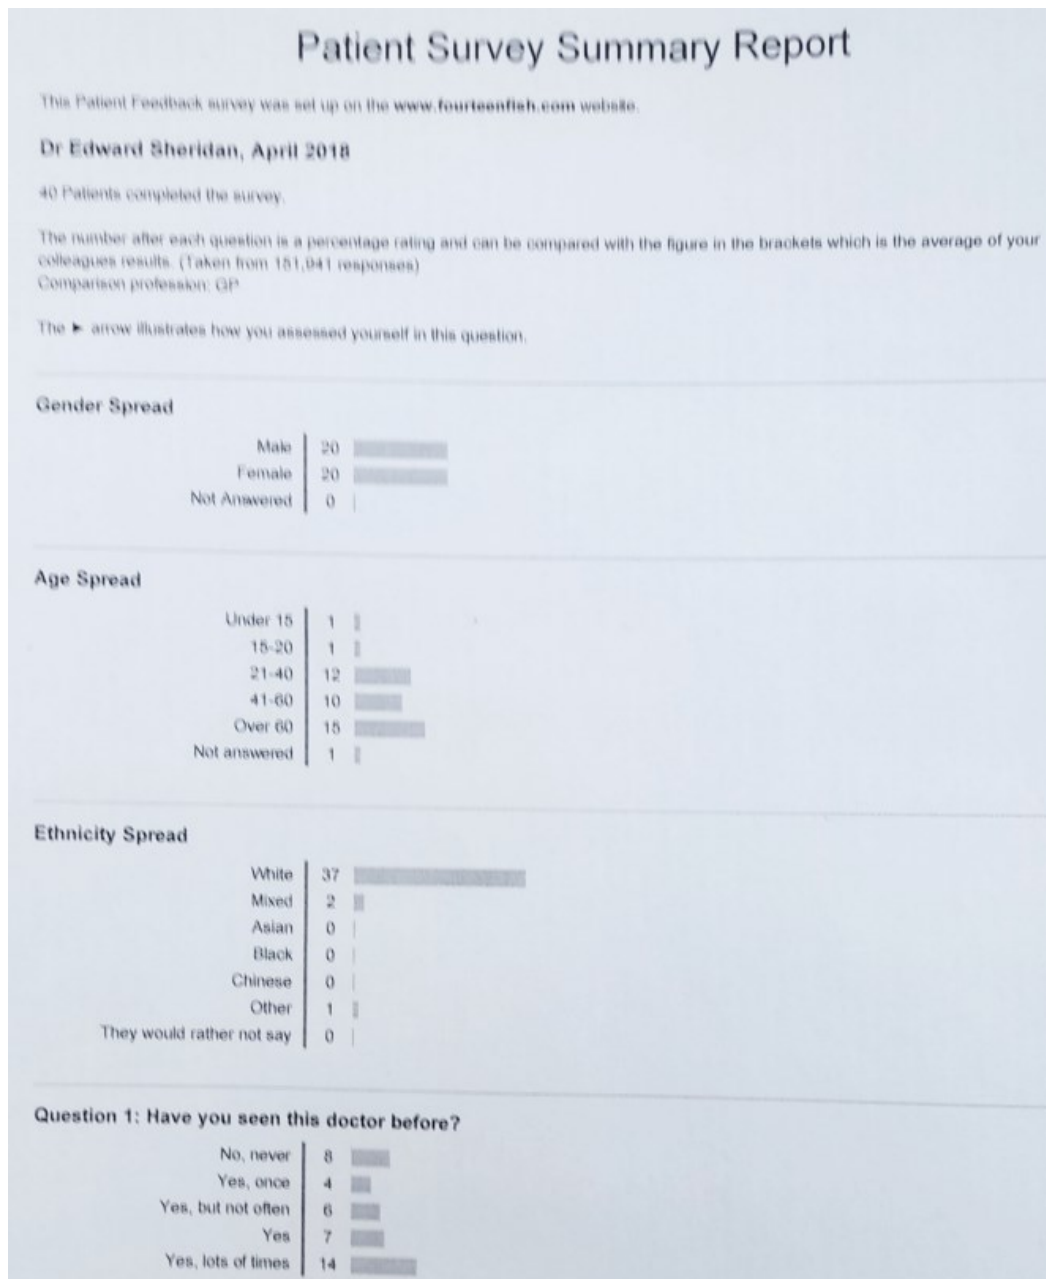 Patient Survey Summary Report
This Patient Feedback survey was set up on the www.fourteenfish.com website.
Dr Edward Sheridan, April 2018
40 Patients completed the survey.
The number after each question is a percentage rating and can be compared with the figure in the brackets which is the average of your
colleagues results. (Taken from 151,941 responses)
Comparison profession: GP
The ► arrow illustrates how you assessed yourself in this question.
Gender Spread
Male 20
Female 20
Not Answered 0
Age Spread
Under 15 1
15-20 1
21-40 12
41-60 10
Over 60 15
Not answered 1
Ethnicity Spread
White 37
Mixed 2
Asian 0
Black 0
Chinese 0
Other 1
They would rather not say 0
Question 1: Have you seen this doctor before?
No, never 8
Yes, once 4
Yes, but not often 6
Yes 7
Yes, lots of times 14